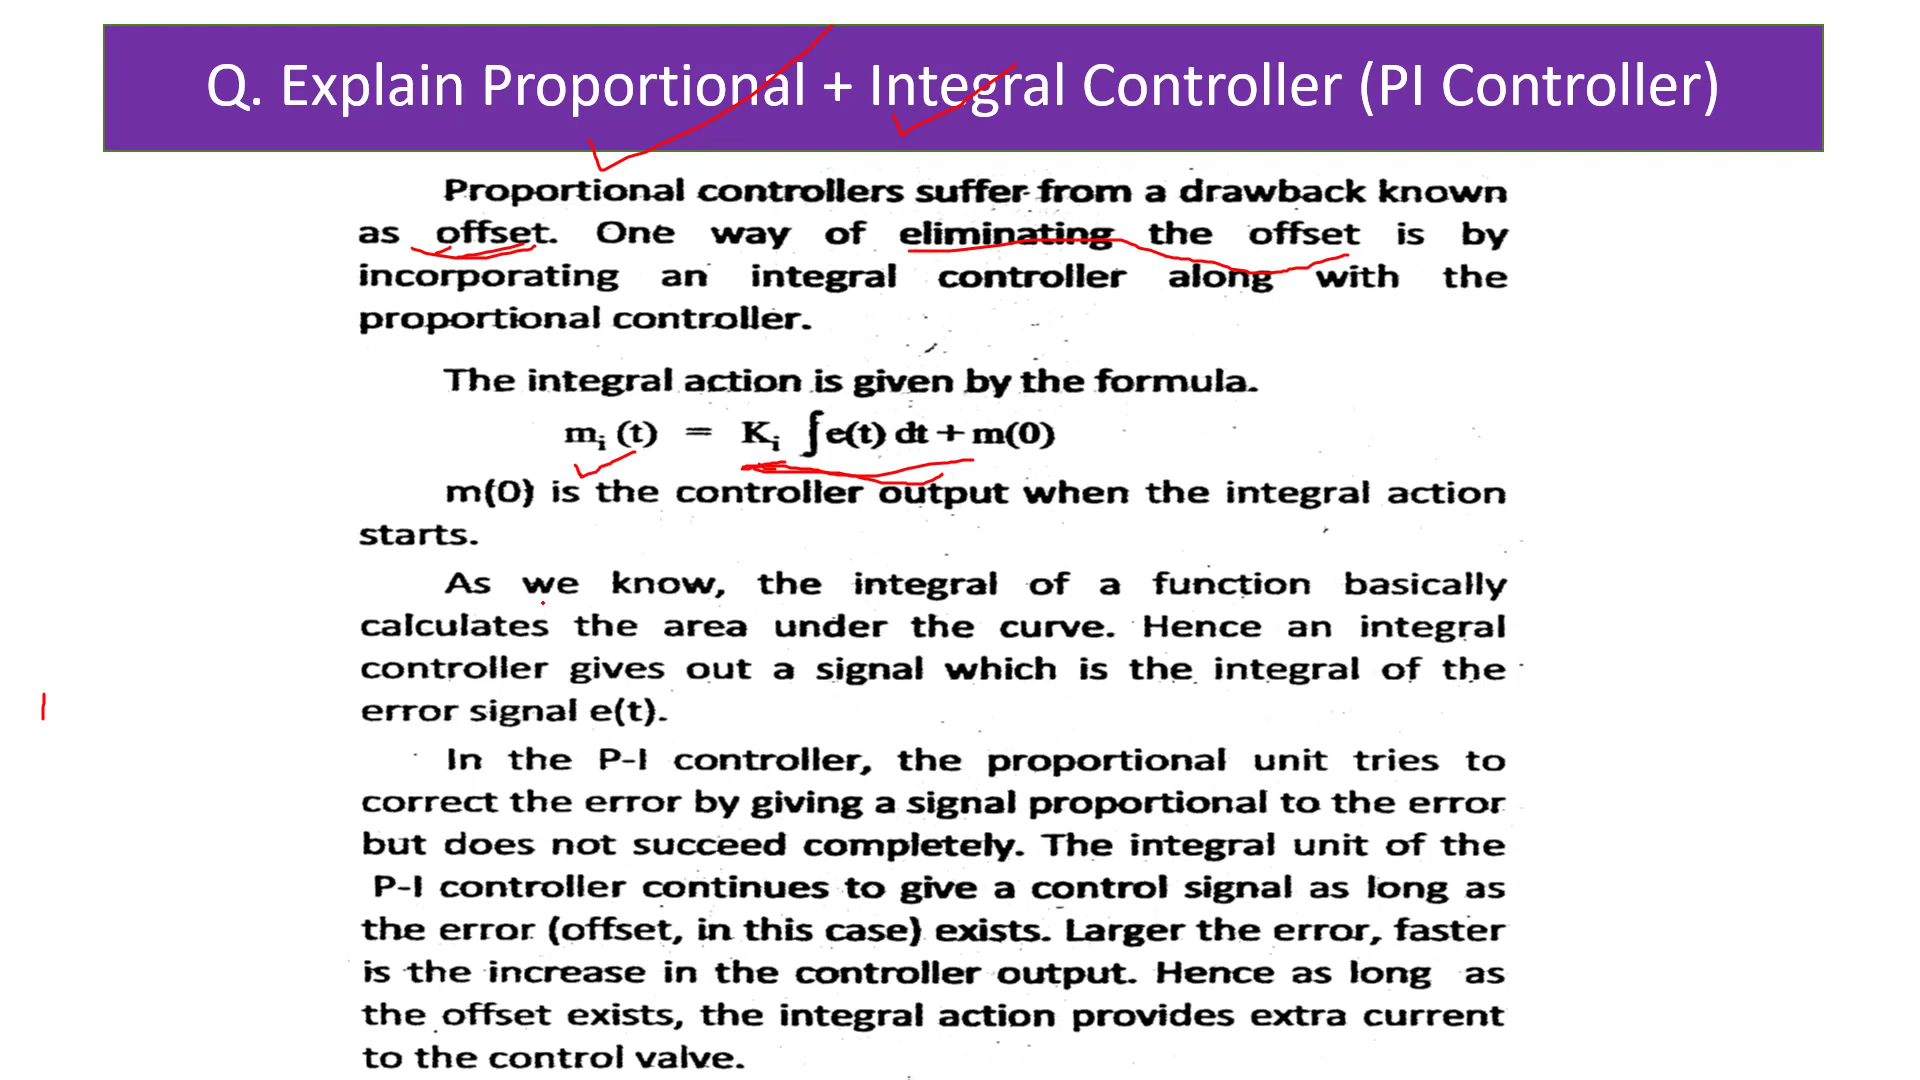 Q. Explain Proportional + Integral Controller (PI Controller)
Proportional controllers suffer from a drawback known
as offset. One way of eliminating the offset is by
incorporating an integral controller along with the
proportional controller.
The integral action is given by the formula.
mᵢ (t) = Kᵢ ∫e(t) dt + m(0)
m(0) is the controller output when the integral action
starts.
As we know, the integral of a function basically
calculates the area under the curve. Hence an integral
controller gives out a signal which is the integral of the
error signal e(t).
In the P-I controller, the proportional unit tries to
correct the error by giving a signal proportional to the error
but does not succeed completely. The integral unit of the
P-I controller continues to give a control signal as long as
the error (offset, in this case) exists. Larger the error, faster
is the increase in the controller output. Hence as long as
the offset exists, the integral action provides extra current
to the control valve.